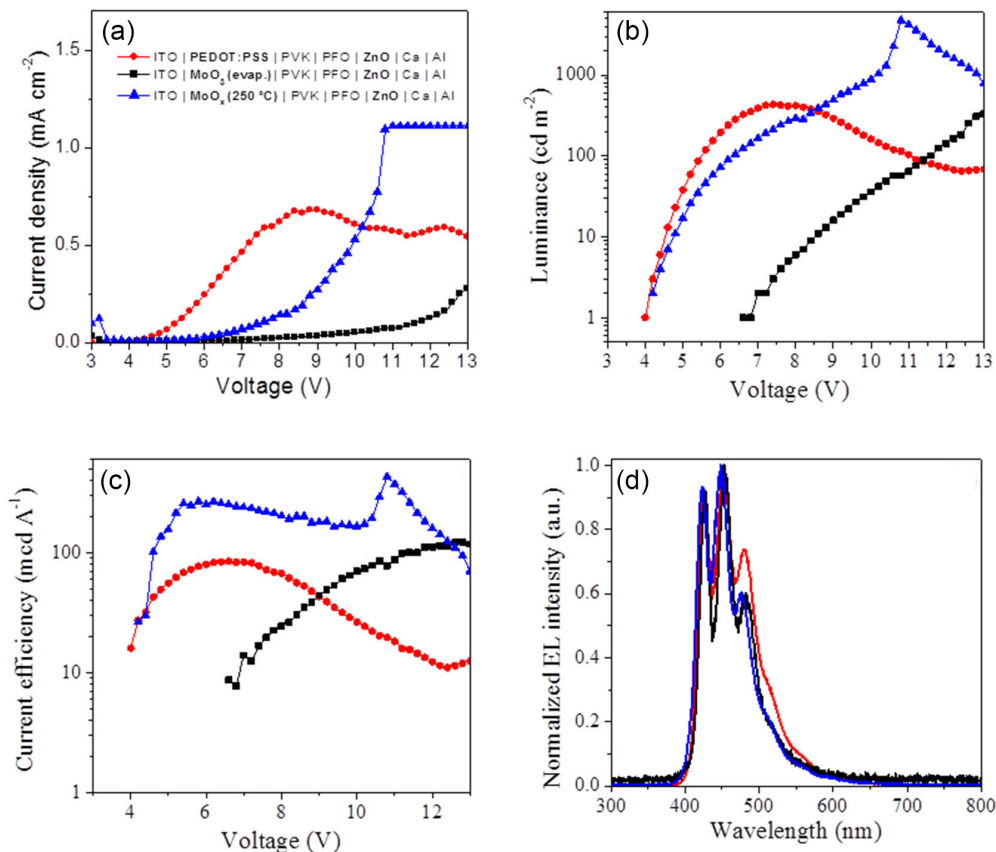 (a)
ITO | PEDOT:PSS | PVK | PFO | ZnO | Ca | Al
ITO | MoO3 (evap.) | PVK | PFO | ZnO | Ca | Al
ITO | MoOx (250 °C) | PVK | PFO | ZnO | Ca | Al
Current density (mA cm-2)
1.5
1.0
0.5
0.0
3 4 5 6 7 8 9 10 11 12 13
Voltage (V)
(b)
Luminance (cd m-2)
1000
100
10
1
3 4 5 6 7 8 9 10 11 12 13
Voltage (V)
(c)
Current efficiency (mcd A-1)
100
10
1
4 6 8 10 12
Voltage (V)
(d)
Normalized EL intensity (a.u.)
1.0
0.8
0.6
0.4
0.2
0.0
300 400 500 600 700 800
Wavelength (nm)